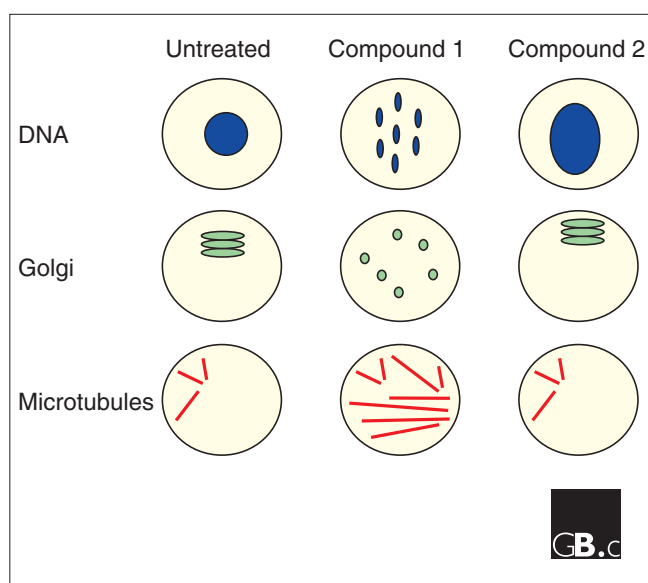 Untreated Compound 1 Compound 2
DNA
Golgi
Microtubules
GB.c